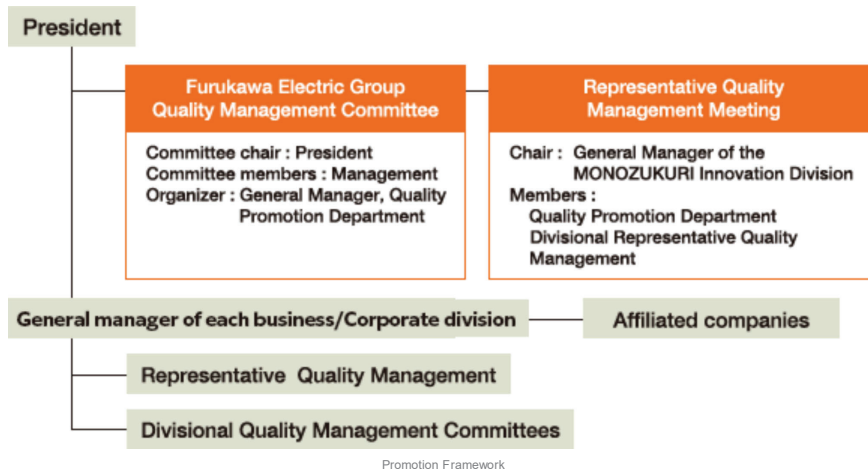 President
Furukawa Electric Group
Quality Management Committee
Committee chair : President
Committee members : Management
Organizer : General Manager, Quality
Promotion Department
Representative Quality
Management Meeting
Chair : General Manager of the
MONOZUKURI Innovation Division
Members :
Quality Promotion Department
Divisional Representative Quality
Management
General manager of each business/Corporate division
Affiliated companies
Representative Quality Management
Divisional Quality Management Committees
Promotion Framework